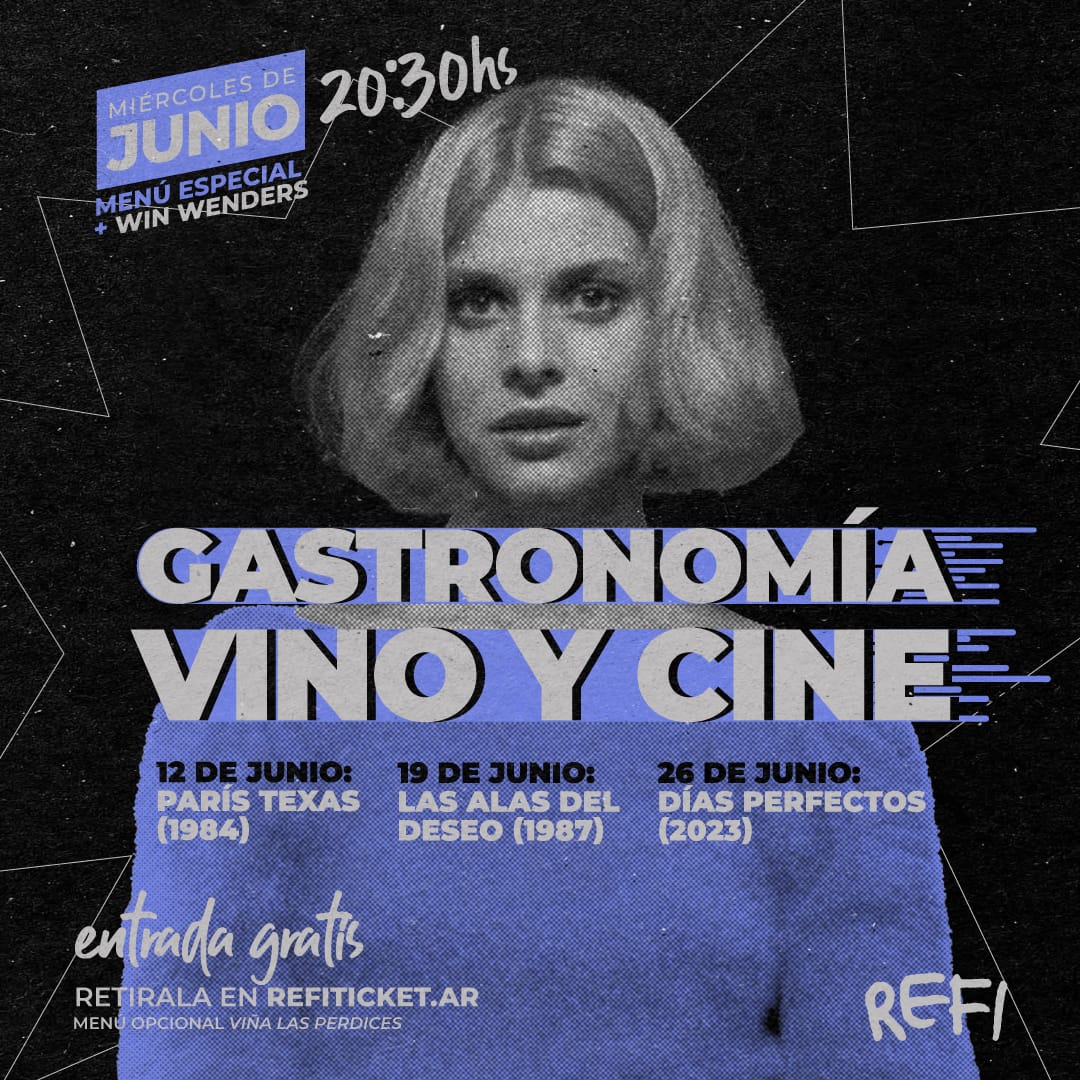 MIÉRCOLES DE
JUNIO
20:30hs
MENÚ ESPECIAL
+ WIN WENDERS
GASTRONOMÍA
VINO Y CINE
12 DE JUNIO:
PARÍS TEXAS
(1984)
19 DE JUNIO:
LAS ALAS DEL
DESEO (1987)
26 DE JUNIO:
DÍAS PERFECTOS
(2023)
entrada gratis
RETIRALA EN REFITICKET.AR
MENÚ OPCIONAL VIÑA LAS PERDICES
REFI